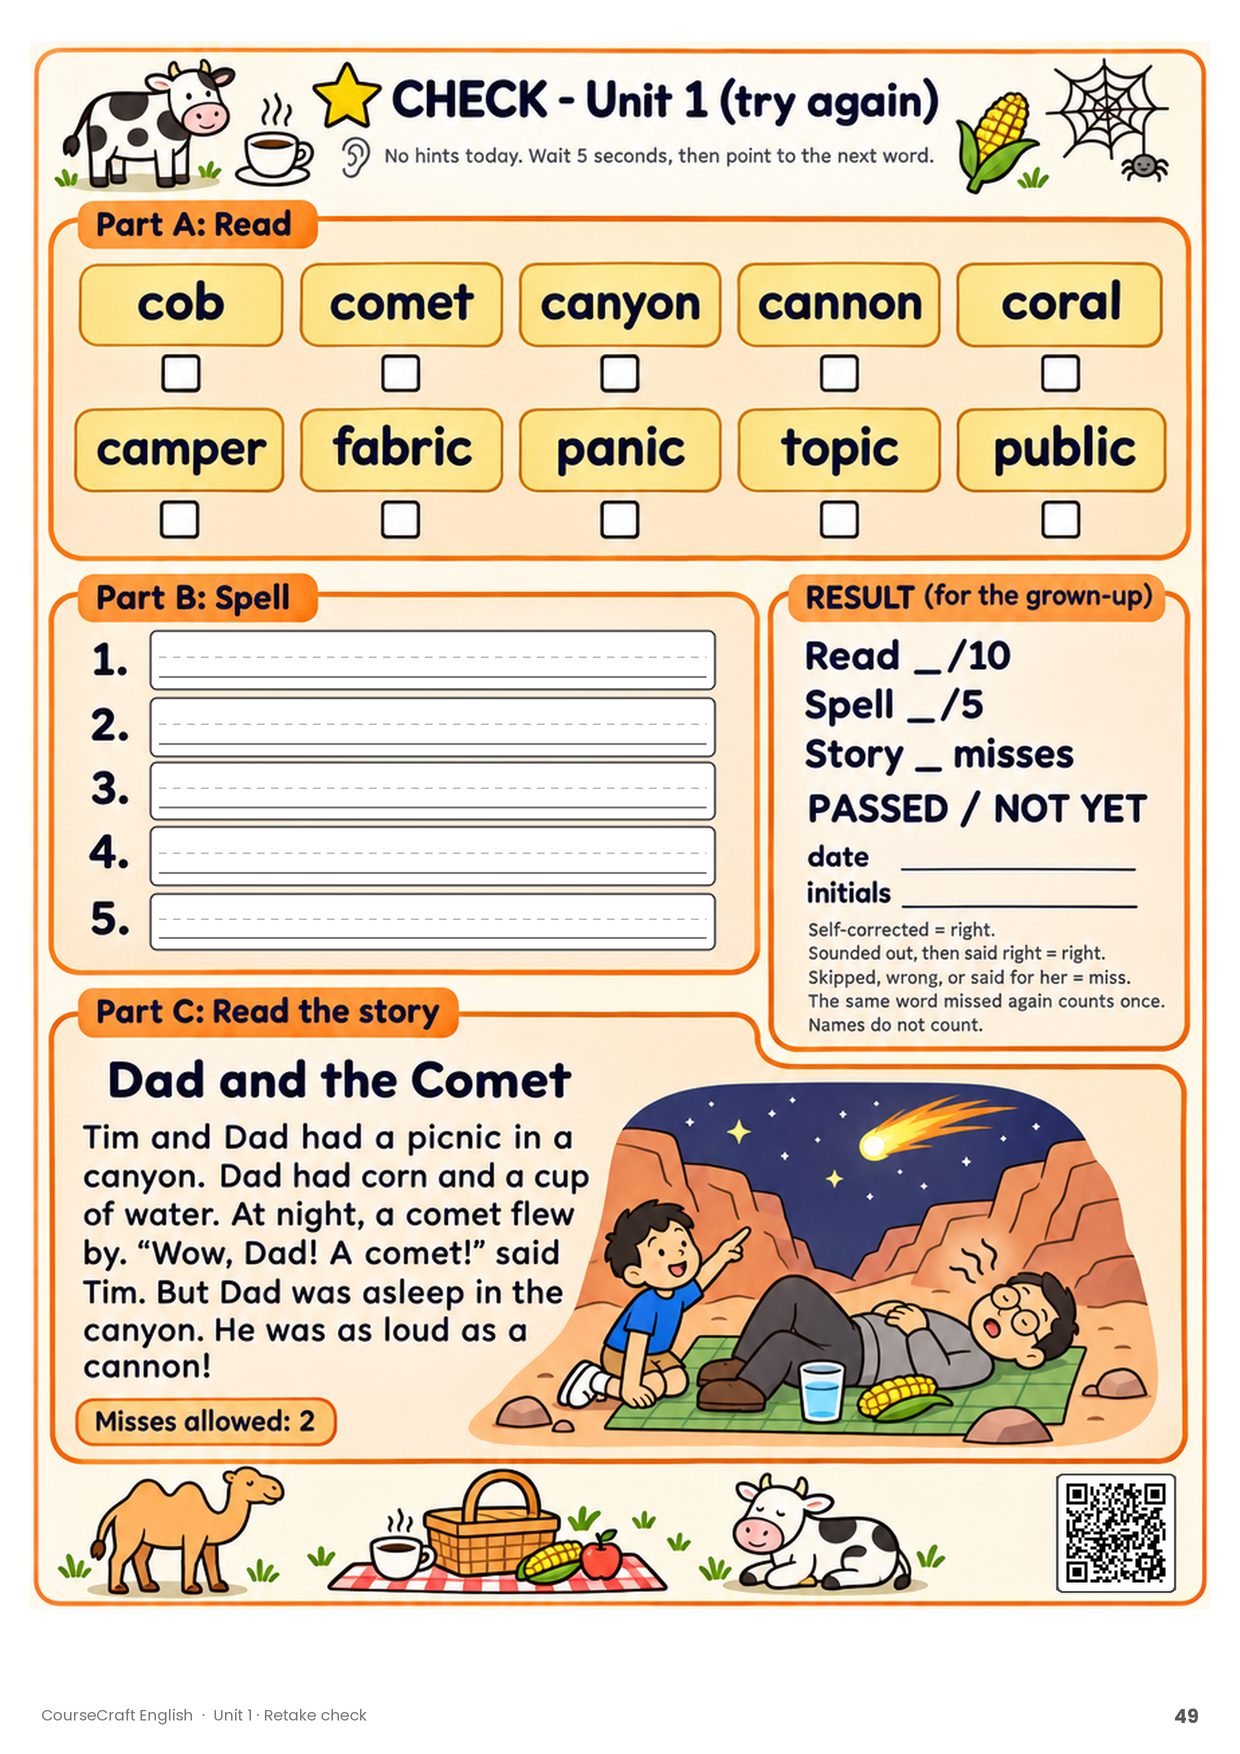 CHECK - Unit 1 (try again)
No hints today. Wait 5 seconds, then point to the next word.
Part A: Read
cob comet canyon cannon coral
camper fabric panic topic public
Part B: Spell
1.
2.
3.
4.
5.
RESULT (for the grown-up)
Read _ /10
Spell _ /5
Story _ misses
PASSED / NOT YET
date
initials
Self-corrected = right.
Sounded out, then said right = right.
Skipped, wrong, or said for her = miss.
The same word missed again counts once.
Names do not count.
Part C: Read the story
Dad and the Comet
Tim and Dad had a picnic in a
canyon. Dad had corn and a cup
of water. At night, a comet flew
by. “Wow, Dad! A comet!” said
Tim. But Dad was asleep in the
canyon. He was as loud as a
cannon!
Misses allowed: 2
CourseCraft English · Unit 1 · Retake check
49